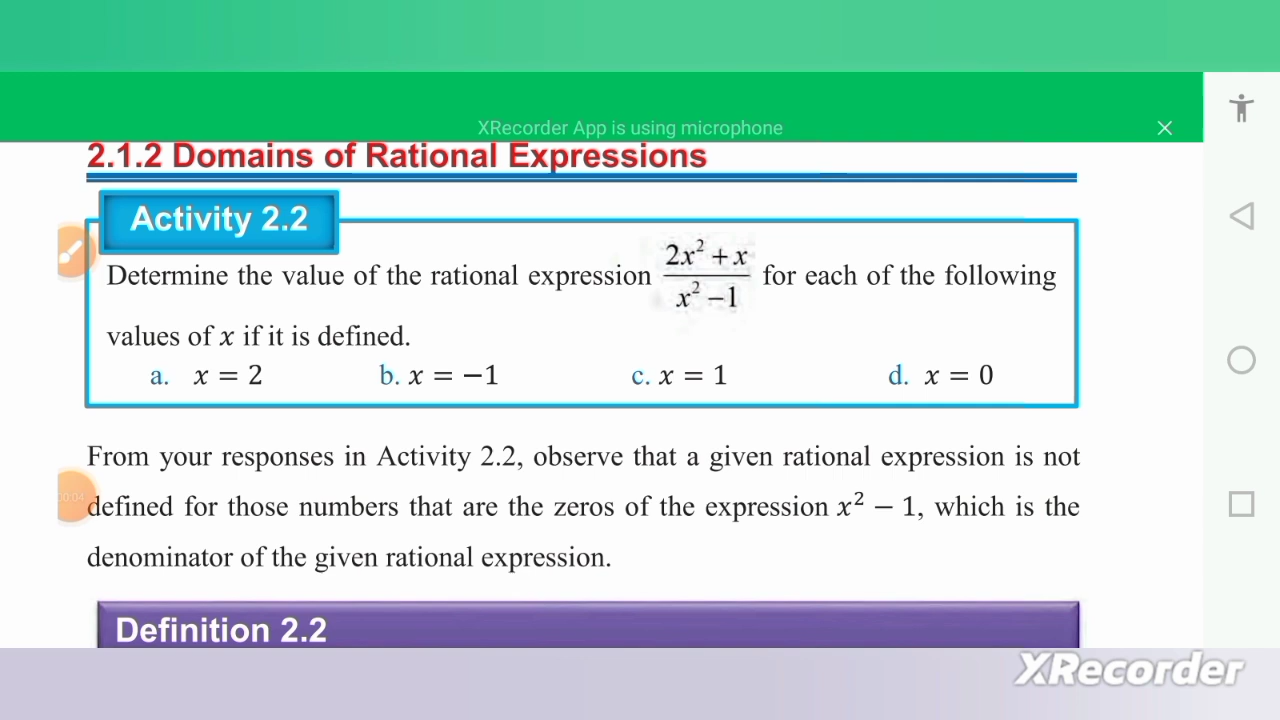 XRecorder App is using microphone
2.1.2 Domains of Rational Expressions
Activity 2.2
Determine the value of the rational expression (2x² + x)/(x² − 1) for each of the following
values of x if it is defined.
a. x = 2 b. x = −1 c. x = 1 d. x = 0
From your responses in Activity 2.2, observe that a given rational expression is not
00:04
defined for those numbers that are the zeros of the expression x² − 1, which is the
denominator of the given rational expression.
Definition 2.2
XRecorder